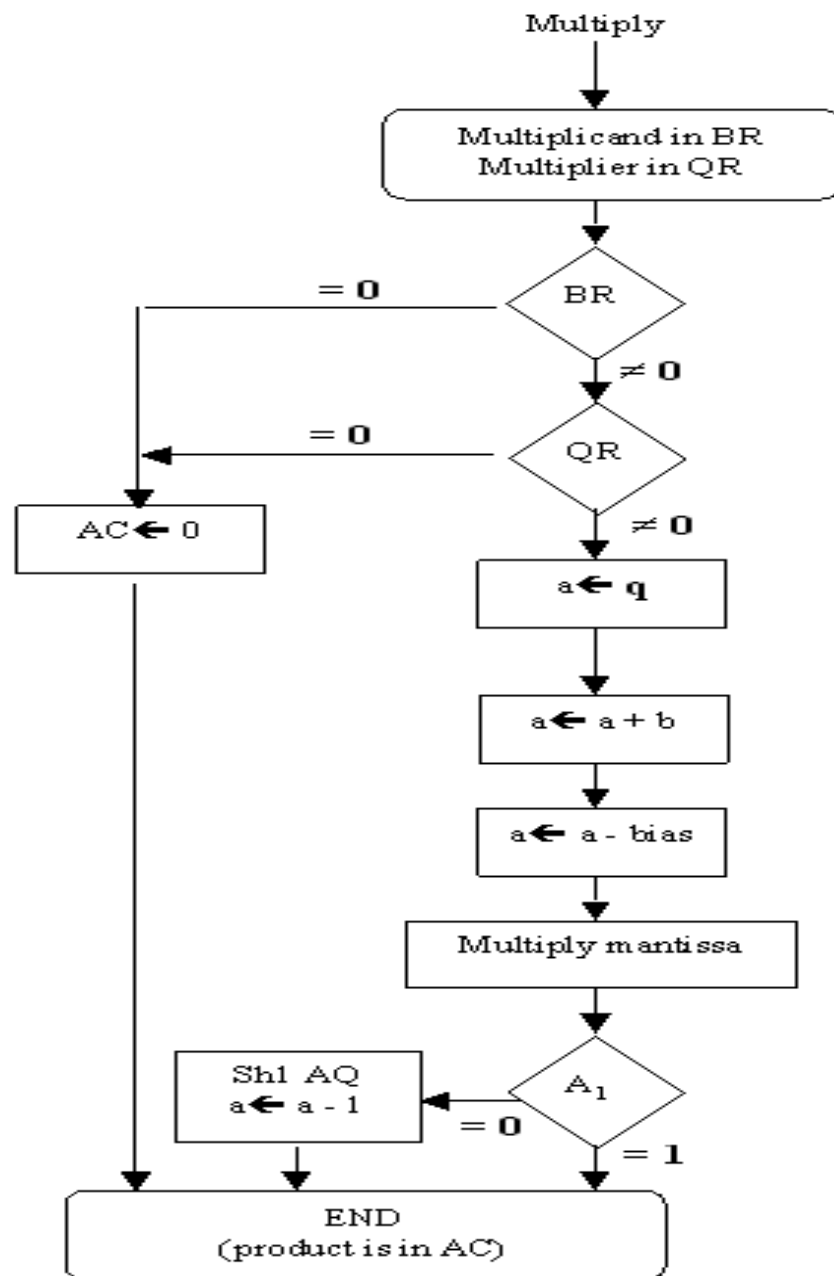 Multiply
Multiplicand in BR
Multiplier in QR
BR
= 0
≠ 0
QR
= 0
≠ 0
AC ← 0
a ← q
a ← a + b
a ← a - bias
Multiply mantissa
A₁
= 0
= 1
Sh1 AQ
a ← a - 1
END
(product is in AC)